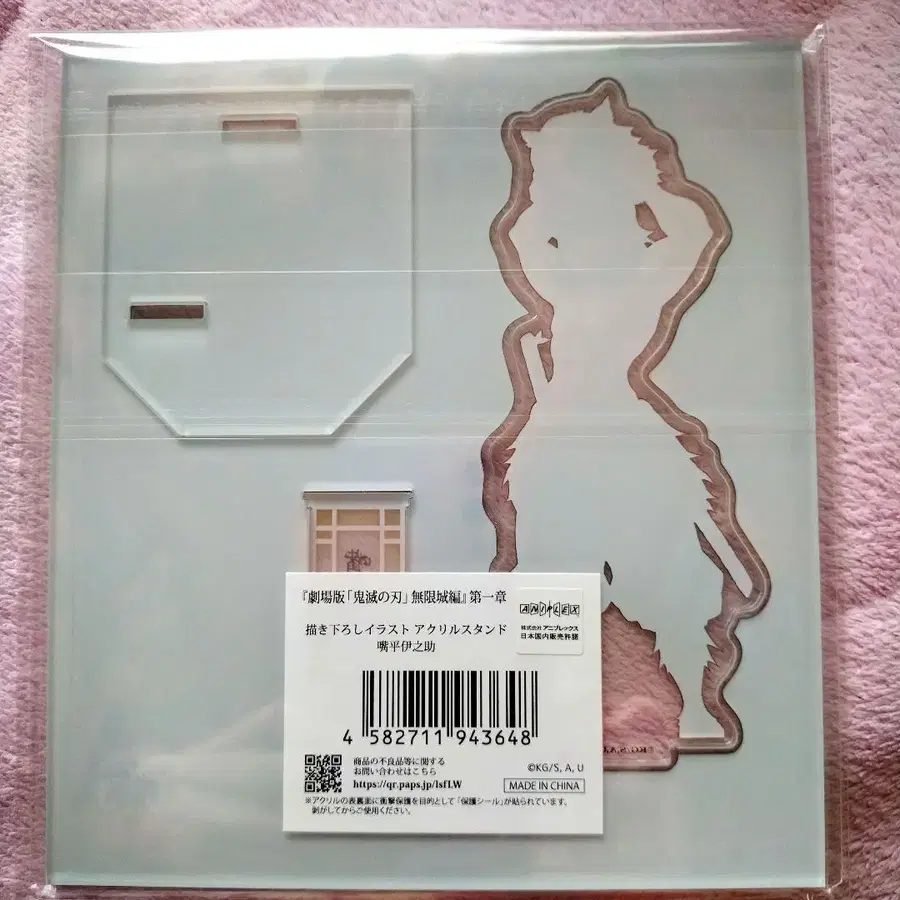 『劇場版「鬼滅の刃」無限城編』第一章
ANIPLEX
株式会社アニプレックス
日本国内販売許諾
描き下ろしイラスト アクリルスタンド
嘴平伊之助
4 582711 943648
商品の不良品等に関する
お問い合わせはこちら
https://qr.paps.jp/lsfLW
©KG/S, A, U
MADE IN CHINA
※アクリルの表裏面に衝撃保護を目的として「保護シール」が貼られています。
剝がしてからご使用ください。